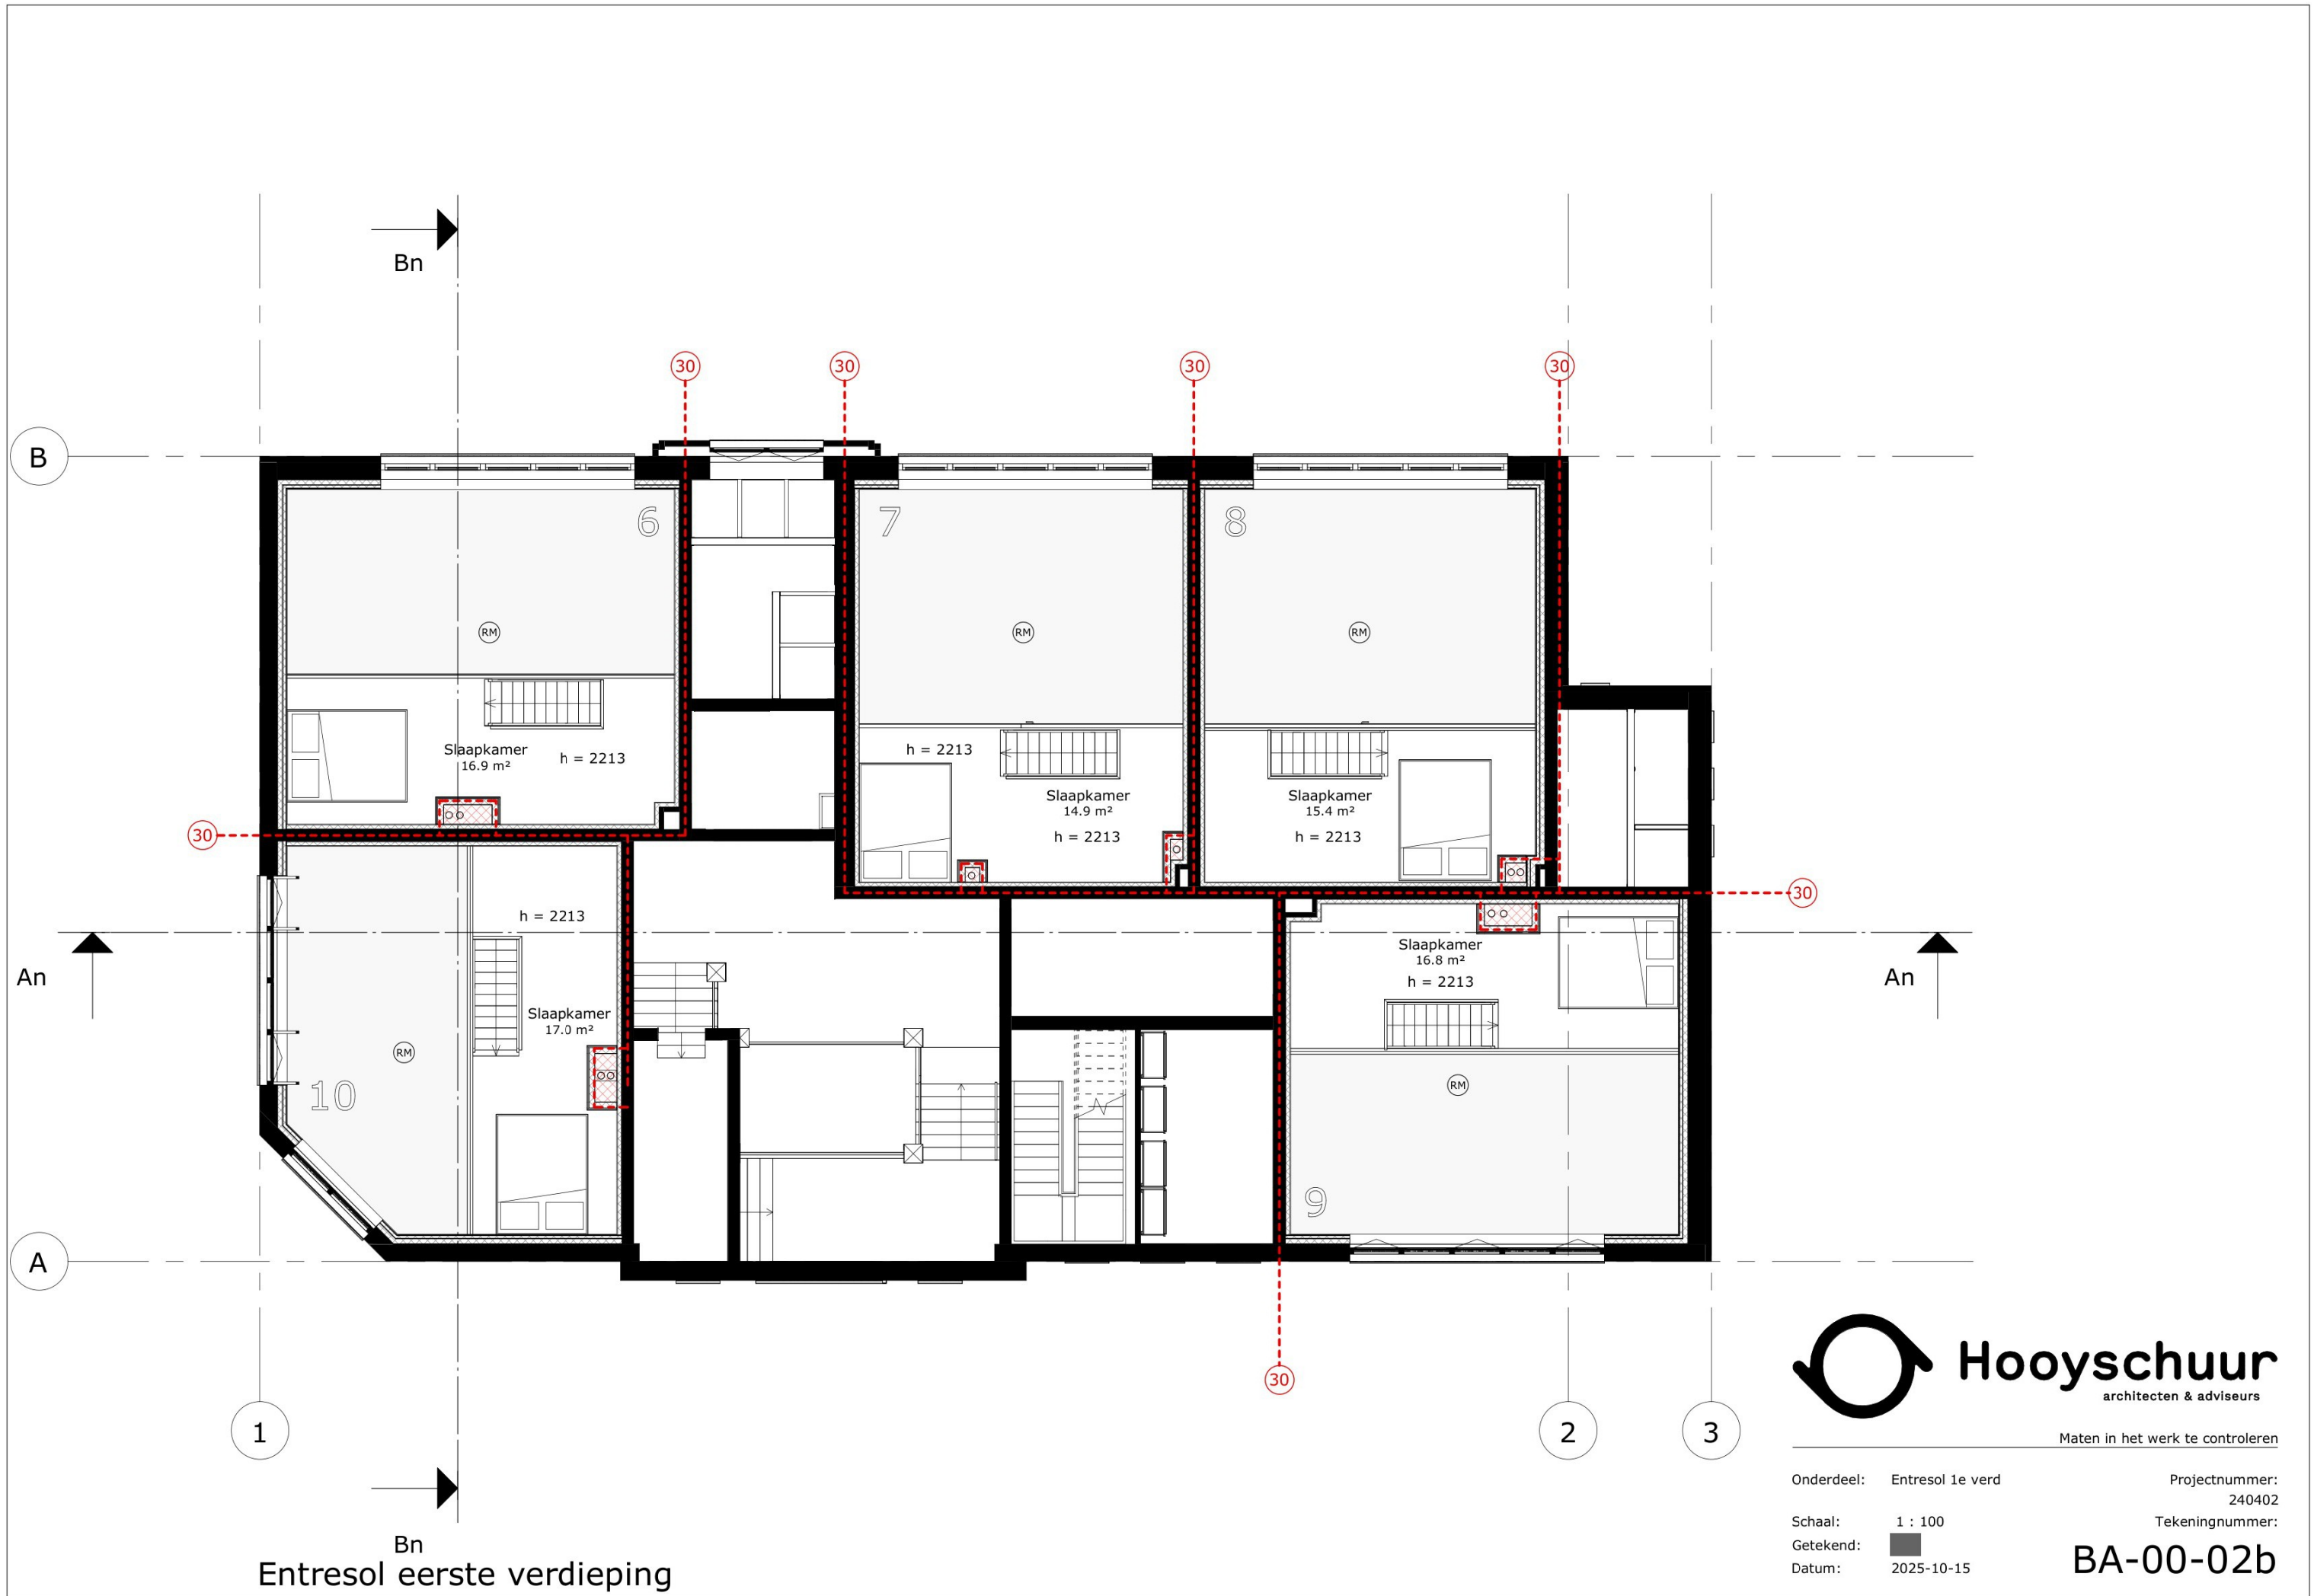 Bn
30
30
30
30
B
6
7
8
RM
RM
RM
Slaapkamer
16.9 m²
h = 2213
h = 2213
Slaapkamer
14.9 m²
h = 2213
Slaapkamer
15.4 m²
h = 2213
30
30
h = 2213
An
Slaapkamer
16.8 m²
h = 2213
An
Slaapkamer
17.0 m²
RM
RM
10
9
A
30
1
2
3
Bn
Entresol eerste verdieping
Hooyschuur
architecten & adviseurs
Maten in het werk te controleren
Onderdeel: Entresol 1e verd
Projectnummer:
240402
Schaal: 1 : 100
Tekeningnummer:
Getekend:
BA-00-02b
Datum: 2025-10-15